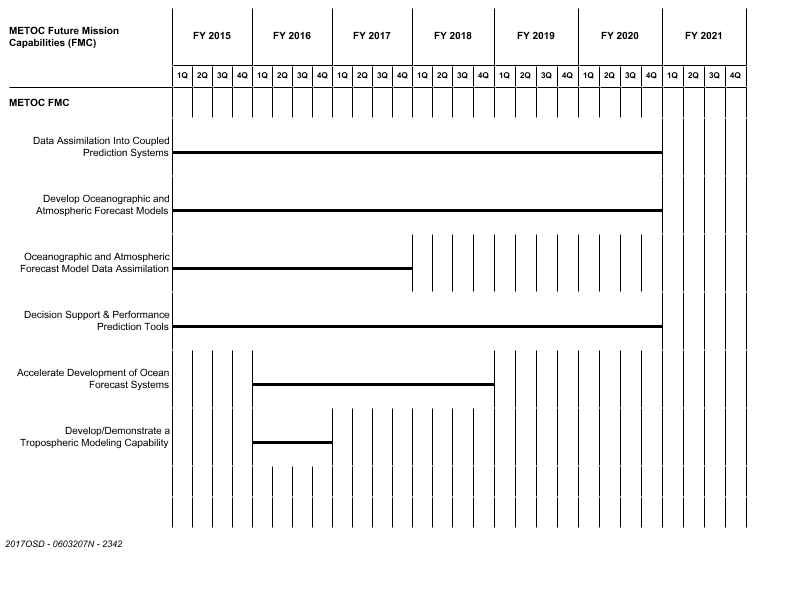 METOC Future Mission
Capabilities (FMC)
FY 2015 FY 2016 FY 2017 FY 2018 FY 2019 FY 2020 FY 2021
1Q 2Q 3Q 4Q 1Q 2Q 3Q 4Q 1Q 2Q 3Q 4Q 1Q 2Q 3Q 4Q 1Q 2Q 3Q 4Q 1Q 2Q 3Q 4Q 1Q 2Q 3Q 4Q
METOC FMC
Data Assimilation Into Coupled
Prediction Systems
Develop Oceanographic and
Atmospheric Forecast Models
Oceanographic and Atmospheric
Forecast Model Data Assimilation
Decision Support & Performance
Prediction Tools
Accelerate Development of Ocean
Forecast Systems
Develop/Demonstrate a
Tropospheric Modeling Capability
2017OSD - 0603207N - 2342